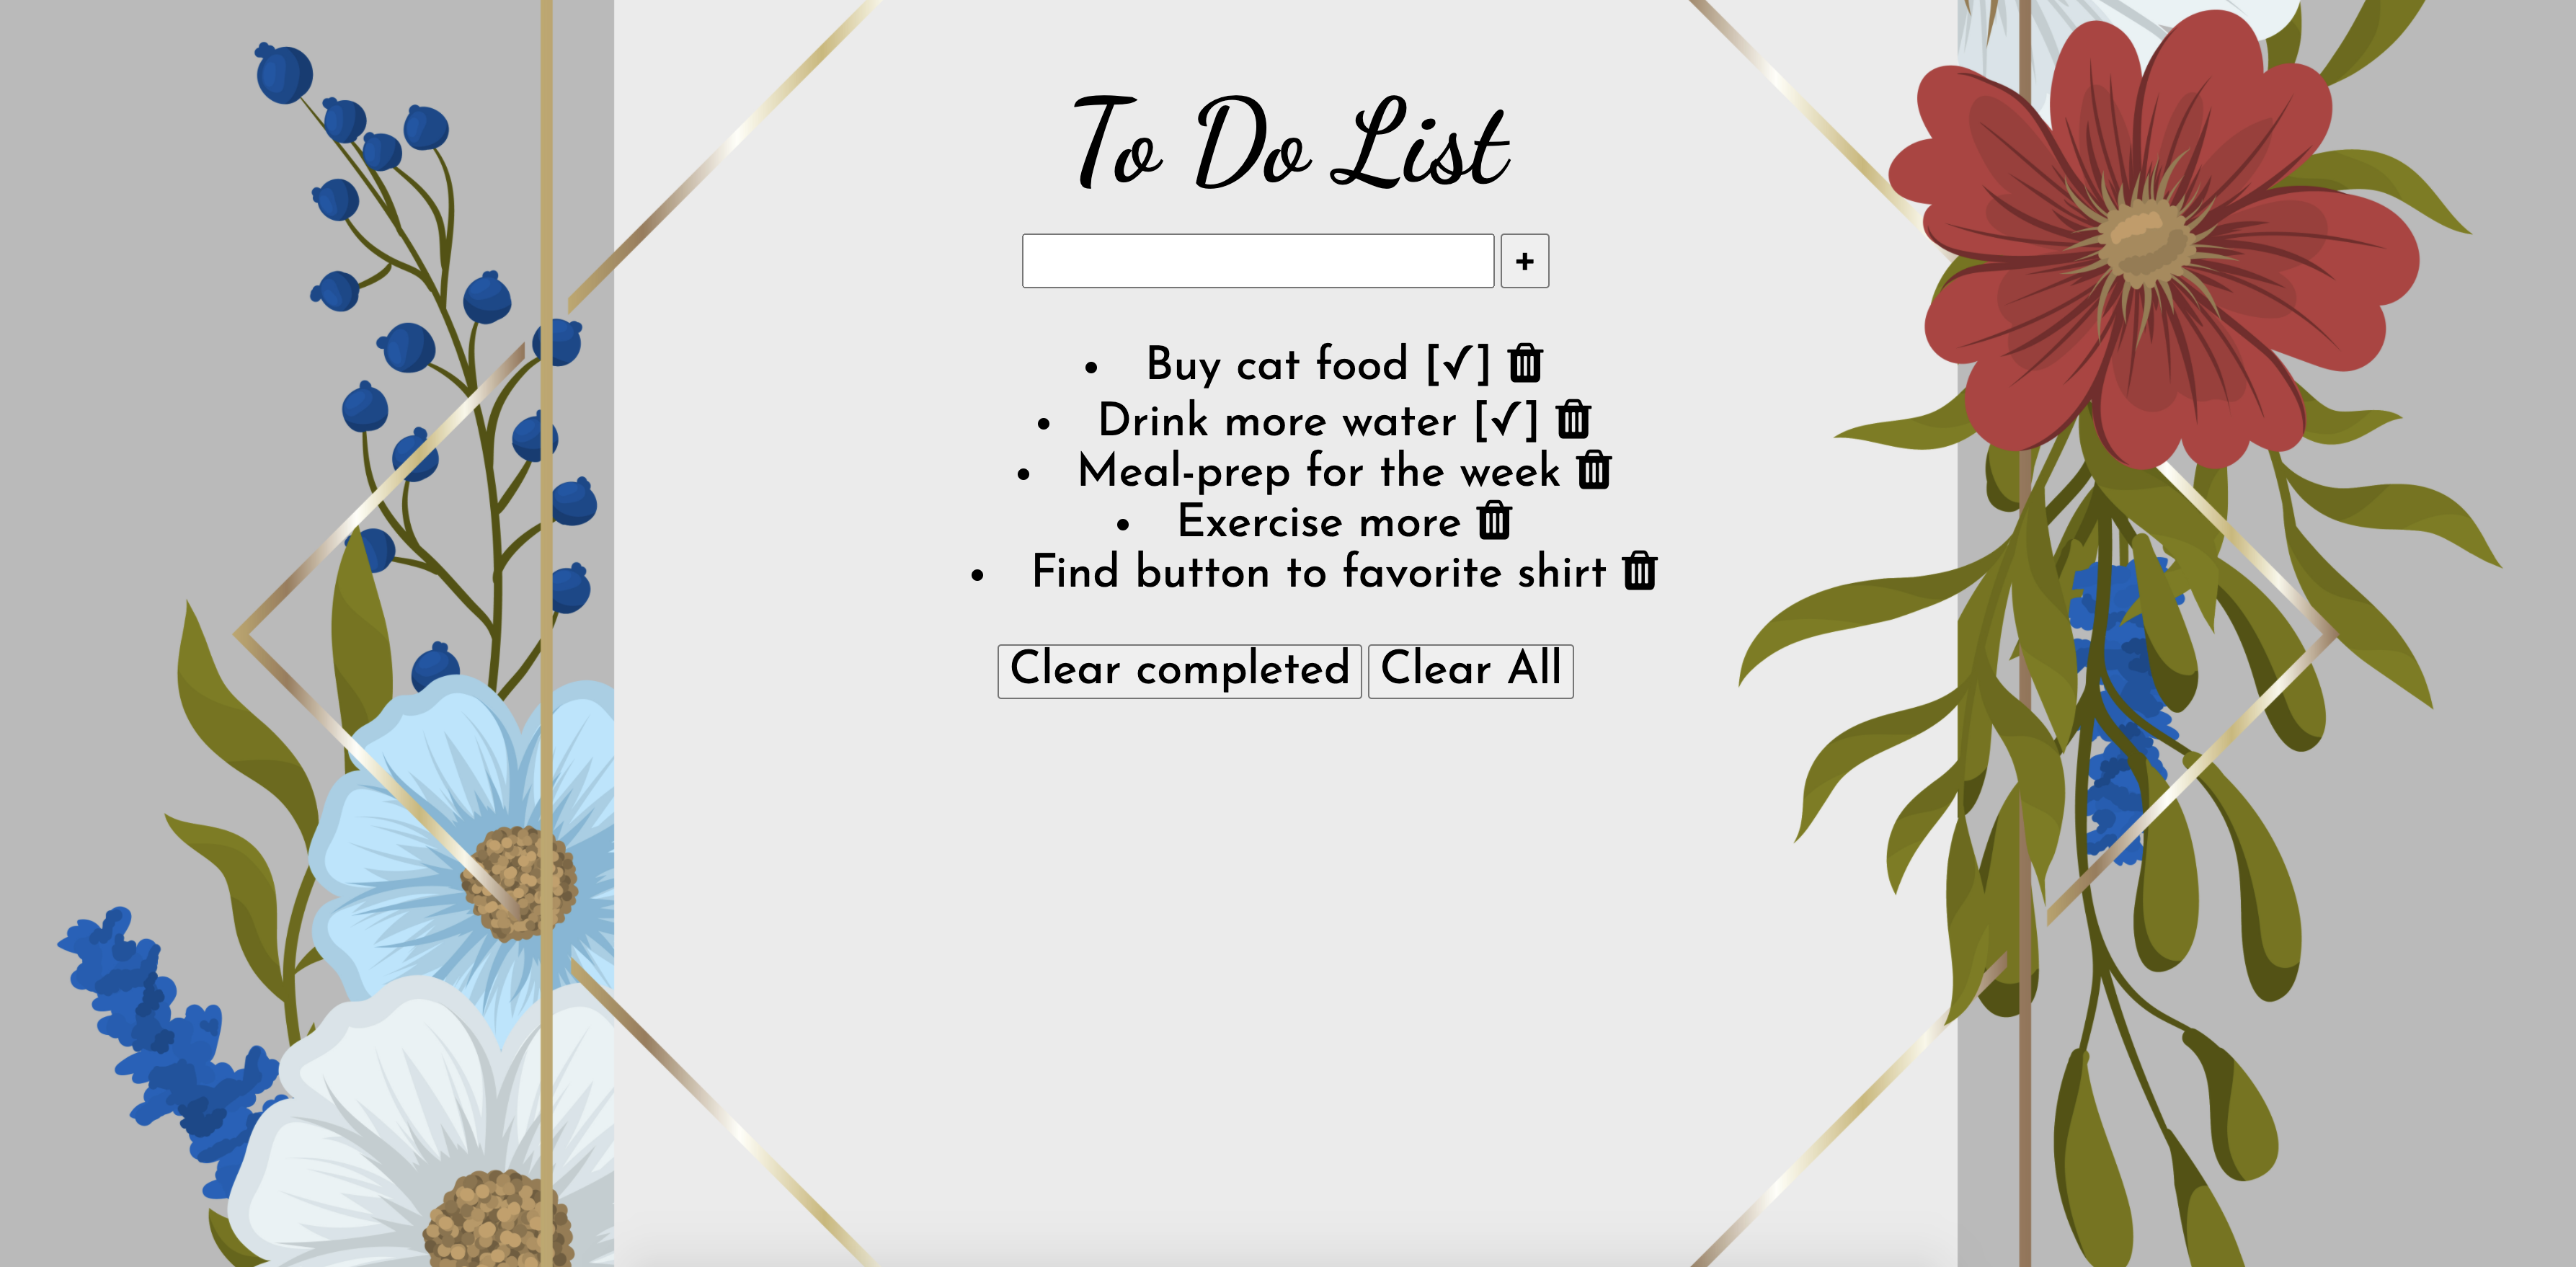 To Do List
+
• Buy cat food [✓]
• Drink more water [✓]
• Meal-prep for the week
• Exercise more
• Find button to favorite shirt
Clear completed Clear All